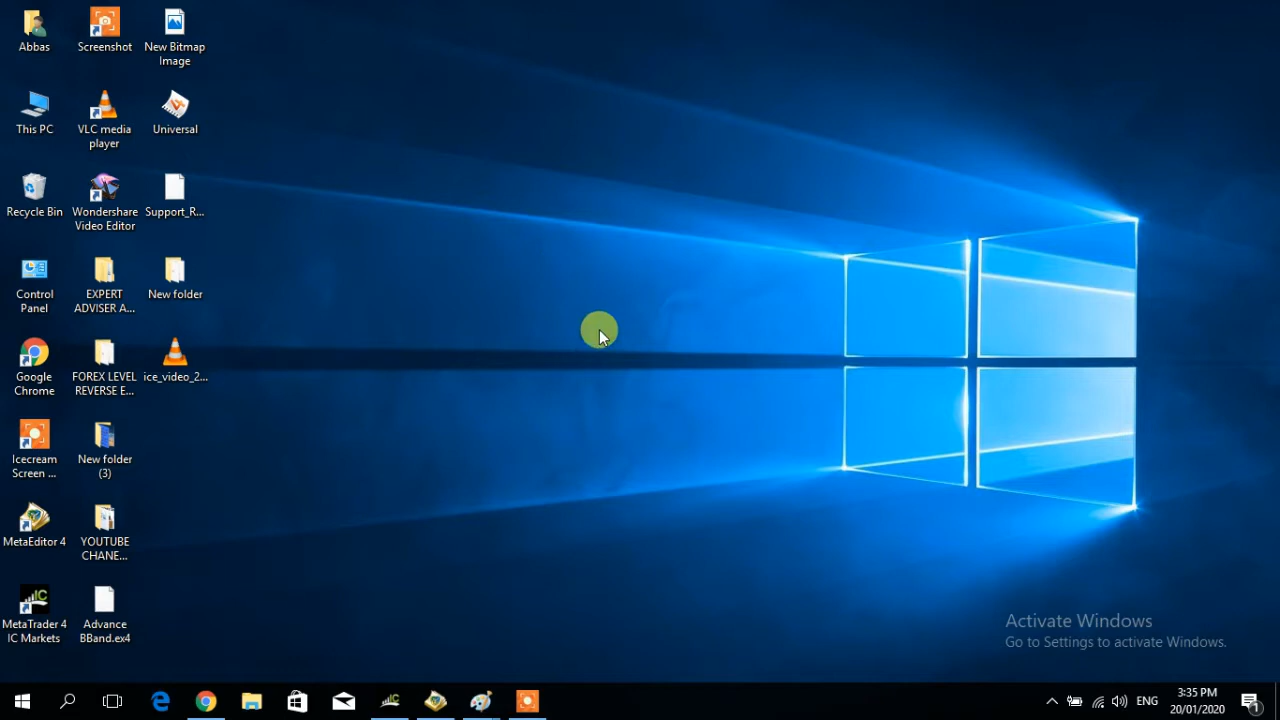 Abbas
Screenshot
New Bitmap
Image
This PC
VLC media
player
Universal
Recycle Bin
Wondershare
Video Editor
Support_R...
Control
Panel
EXPERT
ADVISER A...
New folder
Google
Chrome
FOREX LEVEL
REVERSE E...
ice_video_2...
Icecream
Screen ...
New folder
(3)
MetaEditor 4
YOUTUBE
CHANE...
IC
MetaTrader 4
IC Markets
Advance
BBand.ex4
Activate Windows
Go to Settings to activate Windows.
ENG
3:35 PM
20/01/2020
1